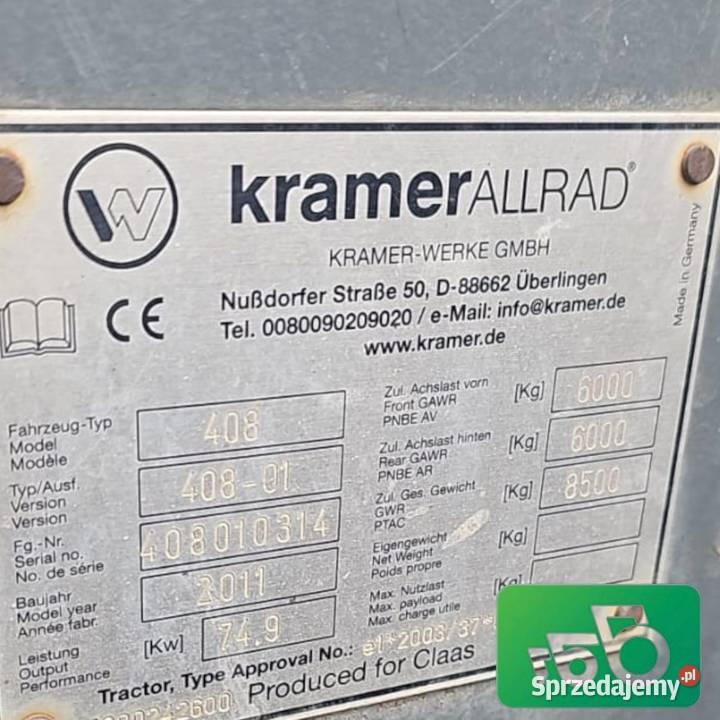 kramerALLRAD®
KRAMER-WERKE GMBH
Nußdorfer Straße 50, D-88662 Überlingen
Tel. 0080090209020 / e-Mail: info@kramer.de
www.kramer.de
Made in Germany
CE
Fahrzeug-Typ
Model
Modèle
408
Typ/Ausf.
Version
Version
408-01
Fg.-Nr.
Serial no.
No. de série
408010314
Baujahr
Model year
Année fabr.
2011
Leistung
Output
Performance
[Kw] 74.9
Zul. Achslast vorn
Front GAWR
PNBE AV
[Kg] 6000
Zul. Achslast hinten
Rear GAWR
PNBE AR
[Kg] 6000
Zul. Ges. Gewicht
GWR
PTAC
[Kg] 8500
Eigengewicht
Net Weight
Poids propre
[Kg]
Max. Nutzlast
Max. payload
Max. charge utile
[Kg]
Tractor, Type Approval No.: e1*2003/37*
Produced for Claas
Sprzedajemy.pl